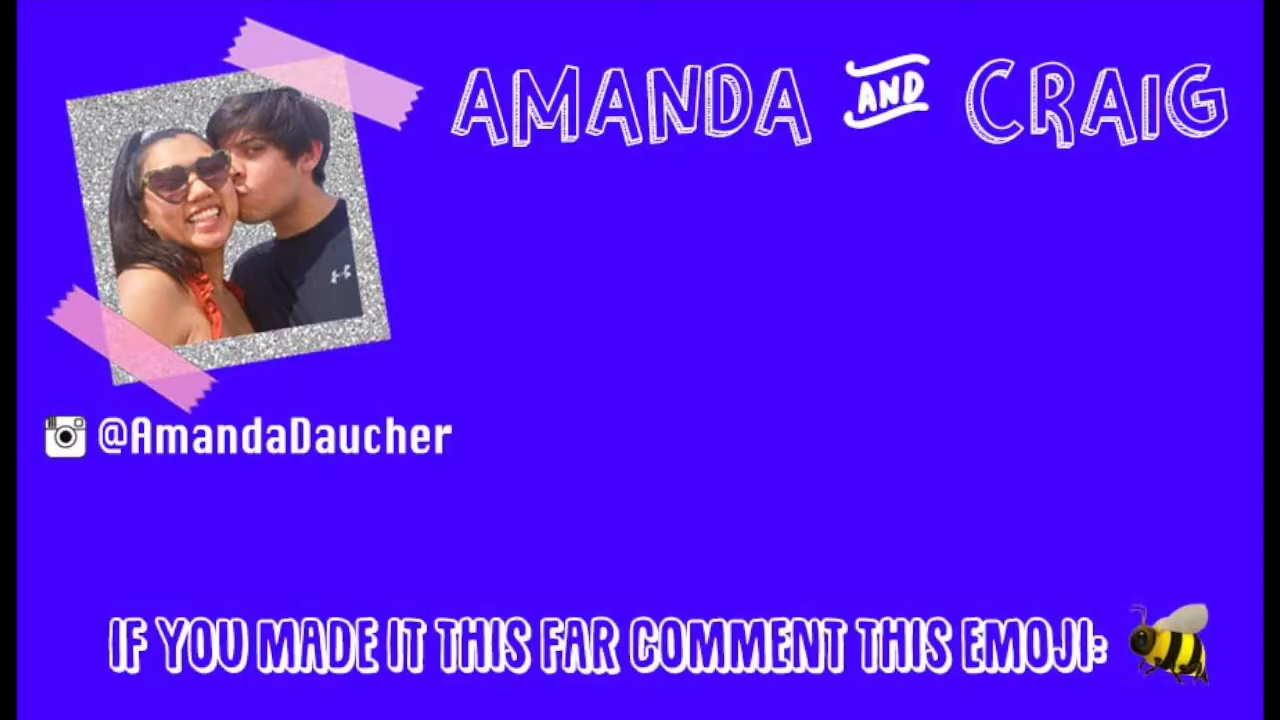 AMANDA AND CRAIG
@AmandaDaucher
IF YOU MADE IT THIS FAR COMMENT THIS EMOJI: